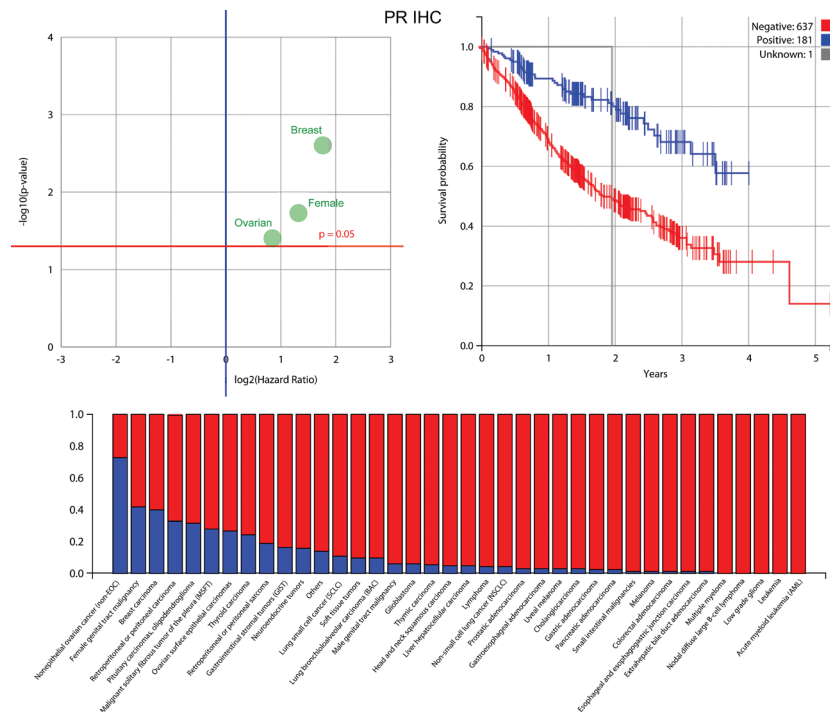 PR IHC
4
3
2
1
0
-log10(p-value)
Breast
Female
Ovarian
p = 0.05
-3
-2
-1
0
1
2
3
log2(Hazard Ratio)
Negative: 637
Positive: 181
Unknown: 1
1.0
0.8
0.6
0.4
0.2
0.0
Survival probability
0
1
2
3
4
5
Years
1.0
0.8
0.6
0.4
0.2
0.0
Nonepithelial ovarian cancer (non-EOC)
Female genital tract malignancy
Breast carcinoma
Retroperitoneal or peritoneal carcinoma
Pituitary carcinomas, oligodendroglioma
Malignant solitary fibrous tumor of the pleura (MSFT)
Ovarian surface epithelial carcinomas
Thyroid carcinoma
Retroperitoneal or peritoneal sarcoma
Gastrointestinal stromal tumors (GIST)
Neuroendocrine tumors
Others
Lung small cell cancer (SCLC)
Soft tissue tumors
Lung bronchioloalveolar carcinoma (BAC)
Male genital tract malignancy
Glioblastoma
Thymic carcinoma
Head and neck squamous carcinoma
Liver hepatocellular carcinoma
Lymphoma
Non-small cell lung cancer (NSCLC)
Prostatic adenocarcinoma
Gastroesophageal adenocarcinoma
Uveal melanoma
Cholangiocarcinoma
Gastric adenocarcinoma
Pancreatic adenocarcinoma
Small intestinal malignancies
Melanoma
Colorectal adenocarcinoma
Esophageal and esophagogastric junction carcinoma
Extrahepatic bile duct adenocarcinoma
Multiple myeloma
Nodal diffuse large B-cell lymphoma
Low grade glioma
Leukemia
Acute myeloid leukemia (AML)